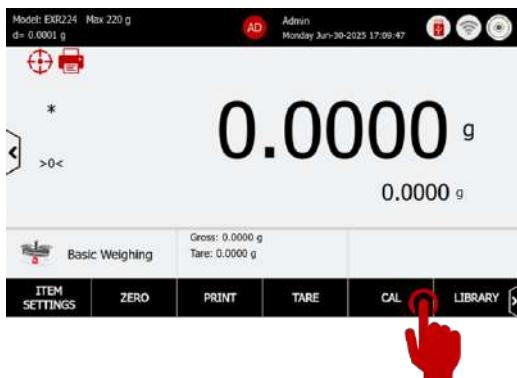 Model: EXR224 Max 220 g
d= 0.0001 g
AD
Admin
Monday Jun-30-2025 17:09:47
*
>0<
0.0000 g
0.0000 g
Basic Weighing
Gross: 0.0000 g
Tare: 0.0000 g
ITEM SETTINGS
ZERO
PRINT
TARE
CAL
LIBRARY